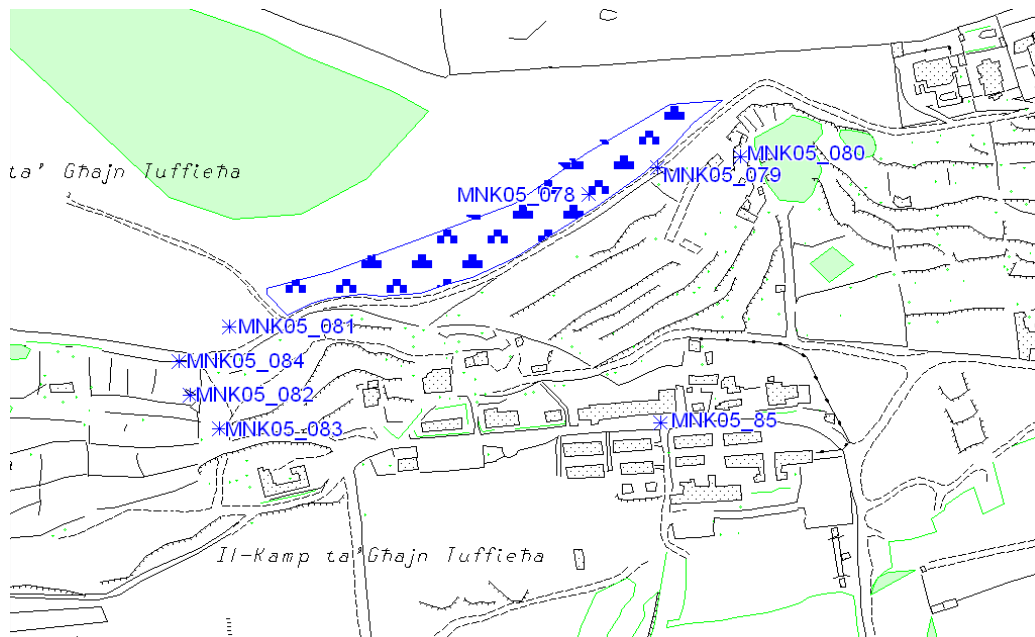 MNK05_080
ta' Għajn Tuffieħa
MNK05_079
MNK05_078
MNK05_081
MNK05_084
MNK05_082
MNK05_85
MNK05_083
a
Il-Kamp ta'Għajn Tuffieħa